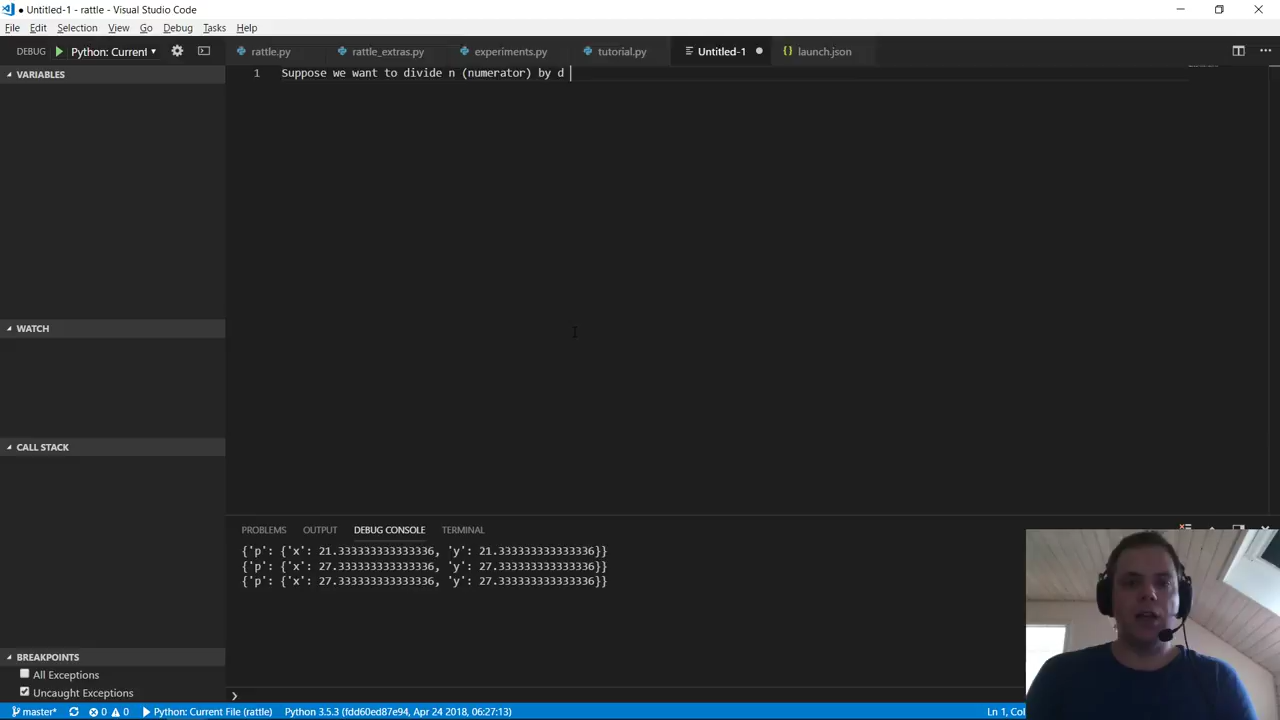 ● Untitled-1 - rattle - Visual Studio Code
File Edit Selection View Go Debug Tasks Help
DEBUG Python: Current
rattle.py rattle_extras.py experiments.py tutorial.py Untitled-1 launch.json
VARIABLES
1 Suppose we want to divide n (numerator) by d
WATCH
CALL STACK
PROBLEMS OUTPUT DEBUG CONSOLE TERMINAL
{'p': {'x': 21.333333333333336, 'y': 21.333333333333336}}
{'p': {'x': 27.333333333333336, 'y': 27.333333333333336}}
{'p': {'x': 27.333333333333336, 'y': 27.333333333333336}}
BREAKPOINTS
All Exceptions
Uncaught Exceptions
master* 0 0 Python: Current File (rattle) Python 3.5.3 (fdd60ed87e94, Apr 24 2018, 06:27:13) Ln 1, Col